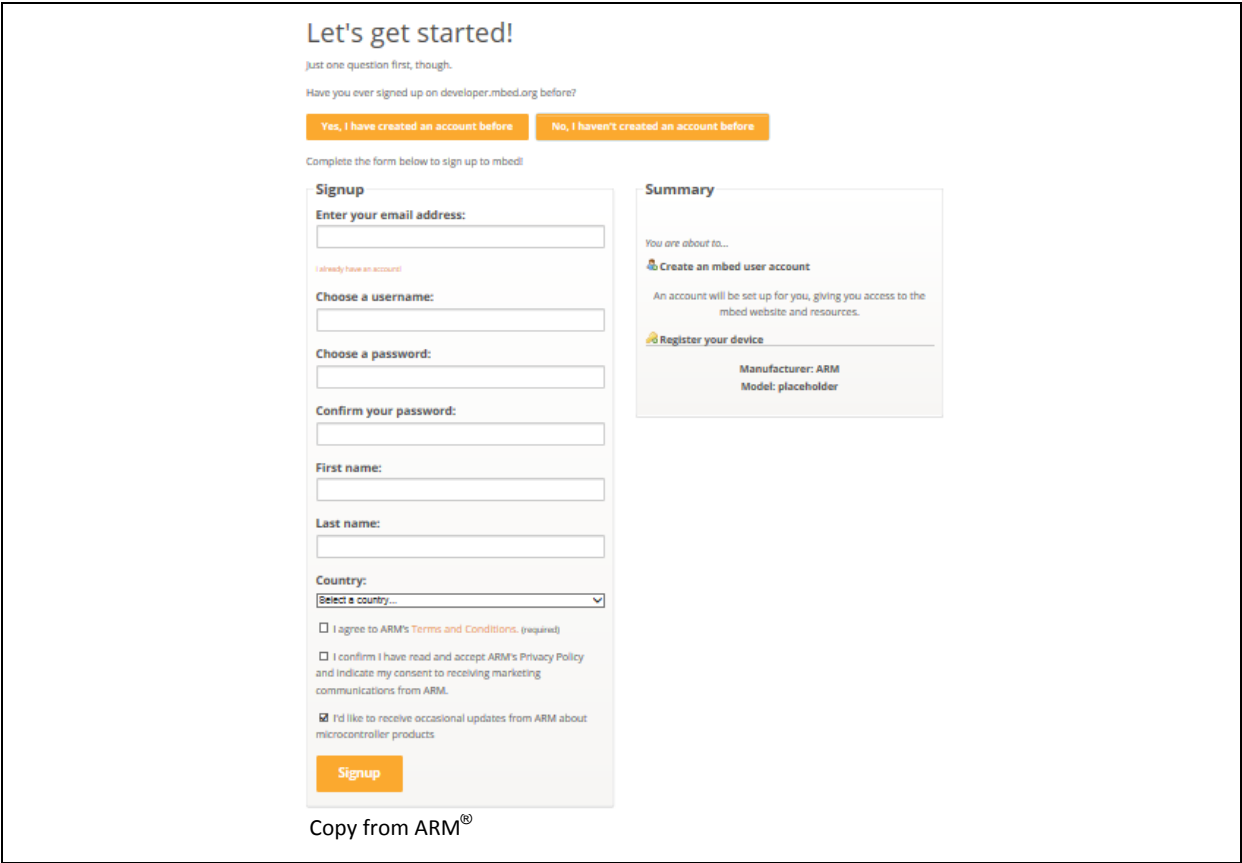 Let's get started!
Just one question first, though.
Have you ever signed up on developer.mbed.org before?
Yes, I have created an account before
No, I haven't created an account before
Complete the form below to sign up to mbed!
Signup
Enter your email address:
I already have an account!
Choose a username:
Choose a password:
Confirm your password:
First name:
Last name:
Country:
Select a country...
I agree to ARM's Terms and Conditions. (required)
I confirm I have read and accept ARM's Privacy Policy
and indicate my consent to receiving marketing
communications from ARM.
I'd like to receive occasional updates from ARM about
microcontroller products
Signup
Summary
You are about to...
Create an mbed user account
An account will be set up for you, giving you access to the
mbed website and resources.
Register your device
Manufacturer: ARM
Model: placeholder
Copy from ARM®